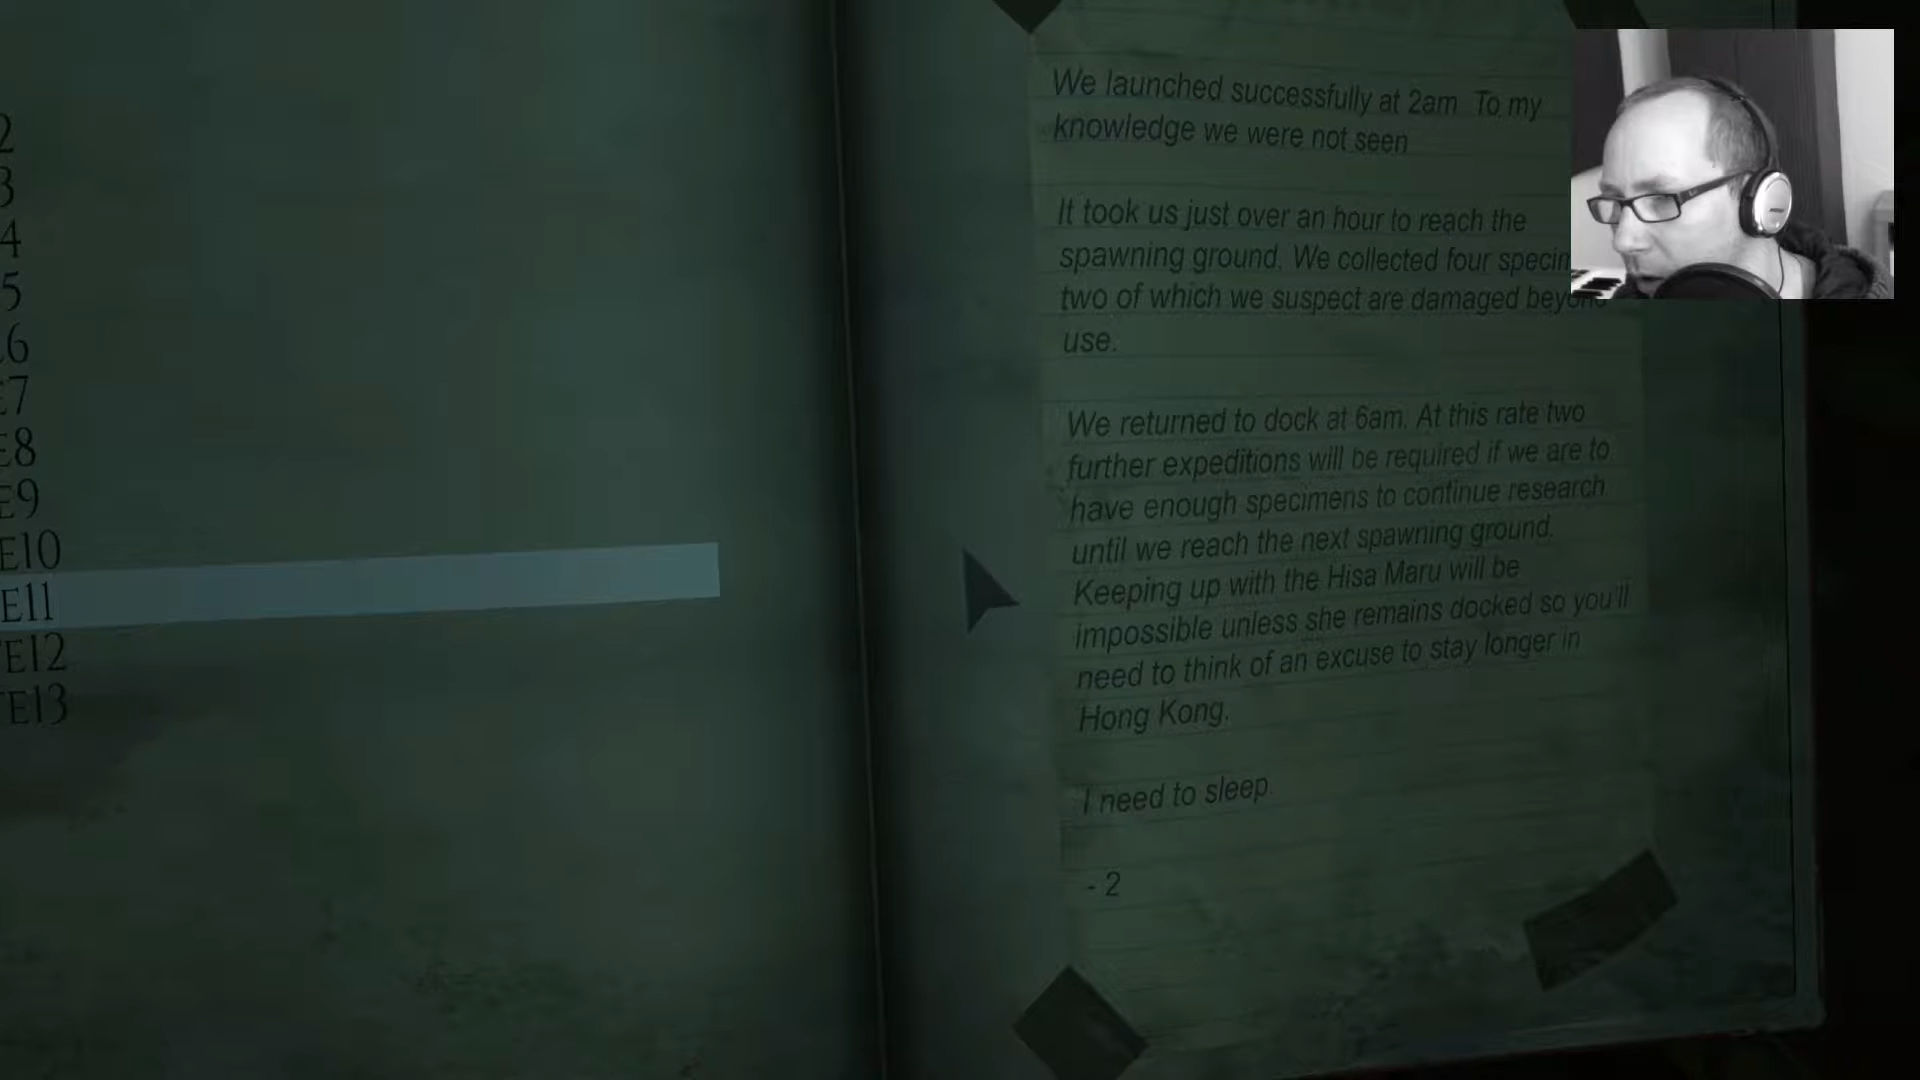 2
3
4
5
6
E7
E8
E9
E10
E11
TE12
TE13
We launched successfully at 2am To my
knowledge we were not seen
It took us just over an hour to reach the
spawning ground. We collected four specim
two of which we suspect are damaged beyond
use.
We returned to dock at 6am. At this rate two
further expeditions will be required if we are to
have enough specimens to continue research
until we reach the next spawning ground.
Keeping up with the Hisa Maru will be
impossible unless she remains docked so you'll
need to think of an excuse to stay longer in
Hong Kong.
I need to sleep.
- 2